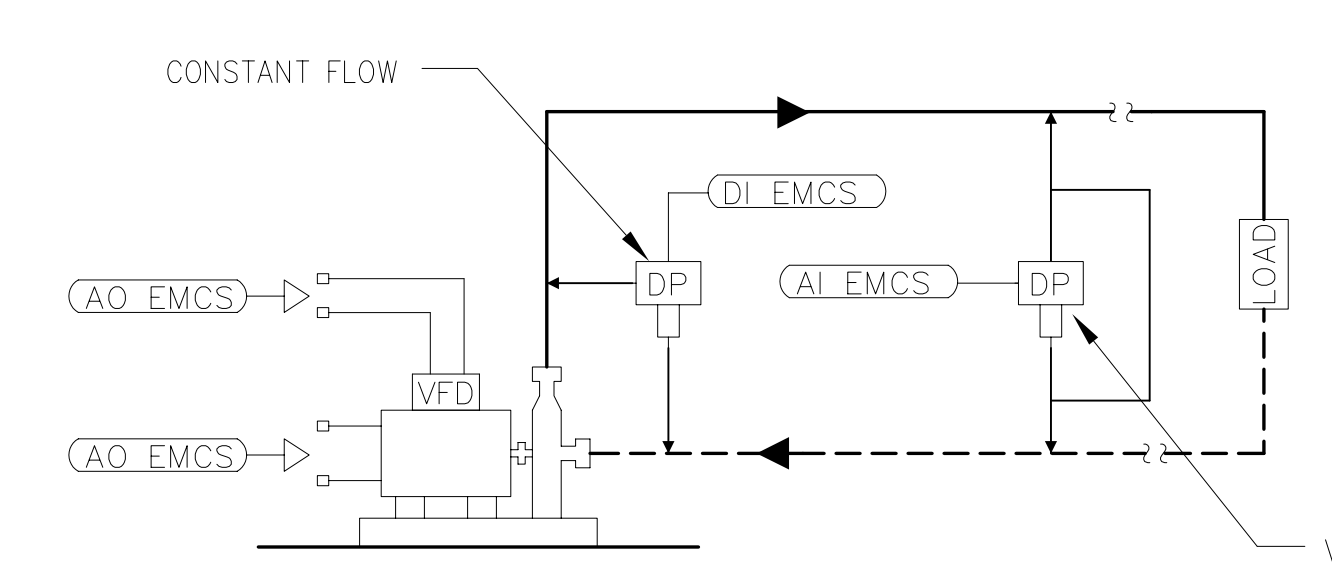 CONSTANT FLOW
DI EMCS
LOAD
AO EMCS
DP
AI EMCS
DP
VFD
AO EMCS